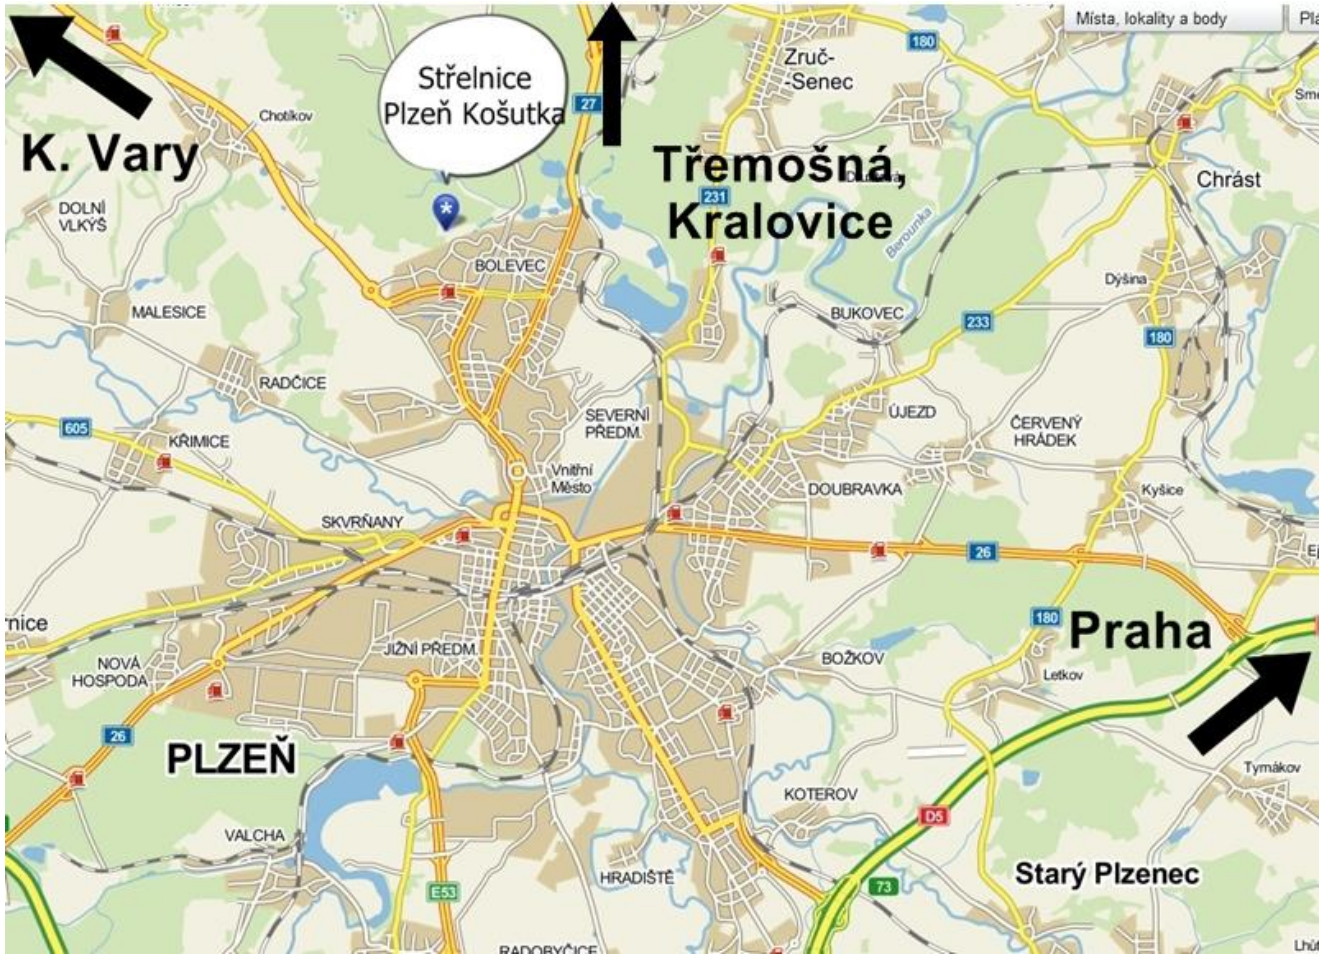 Místa, lokality a body
180
Zruč-
-Senec
Střelnice
Plzeň Košutka
27
Chotíkov
K. Vary
Třemošná,
Kralovice
231
Berounka
Chrást
DOLNÍ
VLKÝŠ
BOLEVEC
Dýšina
MALESICE
BUKOVEC
233
180
RADČICE
ÚJEZD
SEVERNÍ
PŘEDM.
ČERVENÝ
HRÁDEK
605
KŘIMICE
Vnitřní
Město
DOUBRAVKA
Kyšice
SKVRŇANY
26
180
Praha
NOVÁ
HOSPODA
JIŽNÍ PŘEDM.
BOŽKOV
Letkov
26
PLZEŇ
Tymákov
KOTEROV
D5
VALCHA
HRADIŠTĚ
E53
73
Starý Plzenec
RADOBYČICE